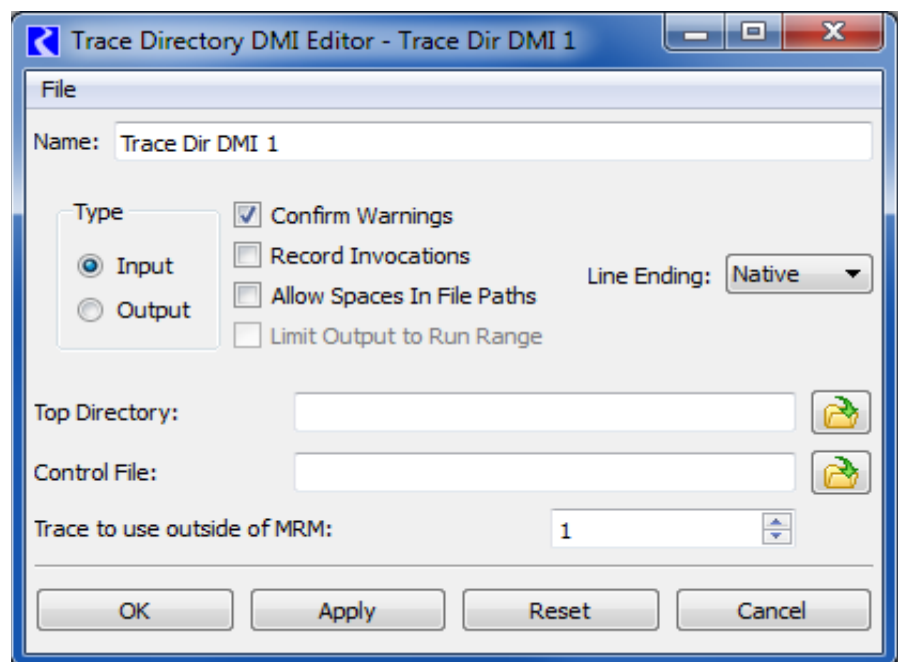 Trace Directory DMI Editor - Trace Dir DMI 1
File
Name: Trace Dir DMI 1
Type
Confirm Warnings
Record Invocations
Input
Line Ending: Native
Allow Spaces In File Paths
Output
Limit Output to Run Range
Top Directory:
Control File:
Trace to use outside of MRM: 1
OK Apply Reset Cancel